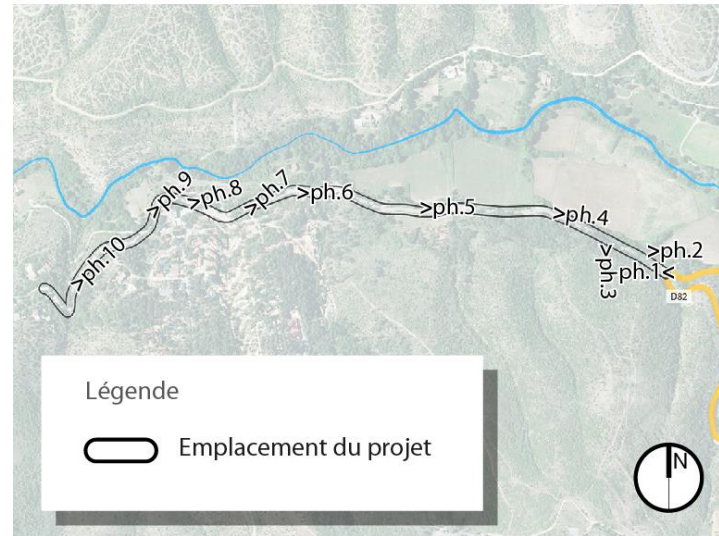 >ph.9
>ph.8
>ph.7
>ph.6
>ph.5
>ph.4
>ph.2
ph.1<
>ph.3
>ph.10
D82
Légende
Emplacement du projet
N